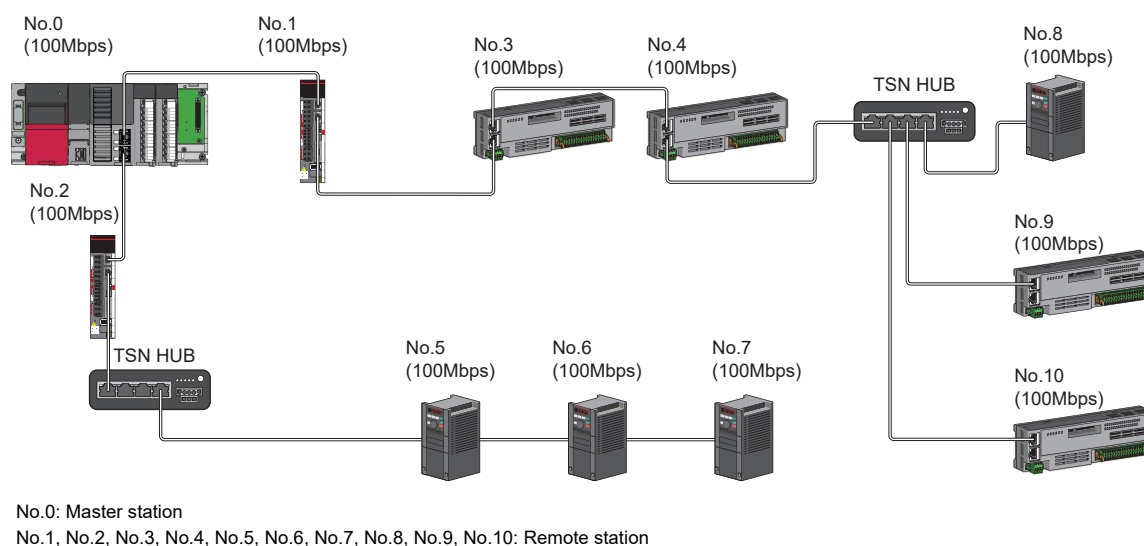 No.0
(100Mbps)
No.1
(100Mbps)
No.3
(100Mbps)
No.4
(100Mbps)
TSN HUB
No.8
(100Mbps)
No.2
(100Mbps)
No.9
(100Mbps)
TSN HUB
No.5
(100Mbps)
No.6
(100Mbps)
No.7
(100Mbps)
No.10
(100Mbps)
No.0: Master station
No.1, No.2, No.3, No.4, No.5, No.6, No.7, No.8, No.9, No.10: Remote station